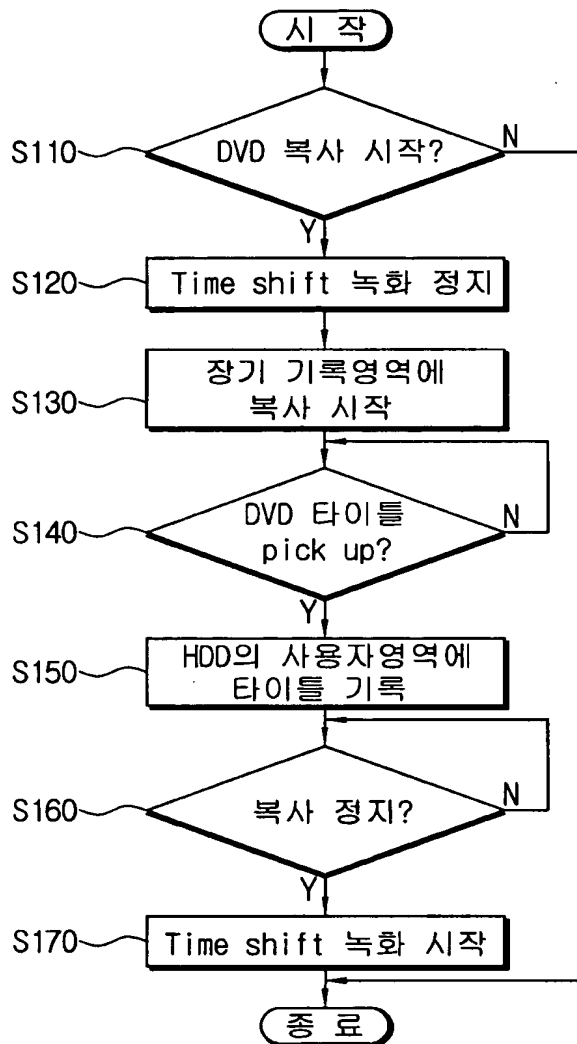 시 작
S110
DVD 복사 시작?
N
Y
S120
Time shift 녹화 정지
S130
장기 기록영역에
복사 시작
S140
DVD 타이틀
pick up?
N
Y
S150
HDD의 사용자영역에
타이틀 기록
S160
복사 정지?
N
Y
S170
Time shift 녹화 시작
종 료